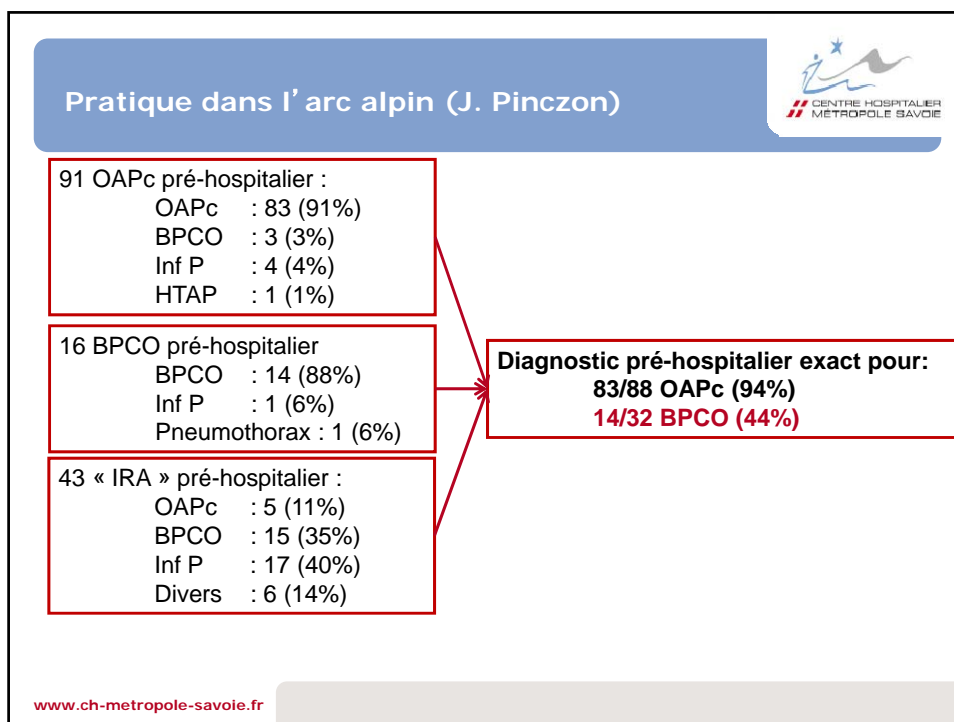 Pratique dans l'arc alpin (J. Pinczon)
CENTRE HOSPITALIER
MÉTROPOLE SAVOIE
91 OAPc pré-hospitalier :
OAPc : 83 (91%)
BPCO : 3 (3%)
Inf P : 4 (4%)
HTAP : 1 (1%)
16 BPCO pré-hospitalier
BPCO : 14 (88%)
Inf P : 1 (6%)
Pneumothorax : 1 (6%)
43 « IRA » pré-hospitalier :
OAPc : 5 (11%)
BPCO : 15 (35%)
Inf P : 17 (40%)
Divers : 6 (14%)
Diagnostic pré-hospitalier exact pour:
83/88 OAPc (94%)
14/32 BPCO (44%)
www.ch-metropole-savoie.fr